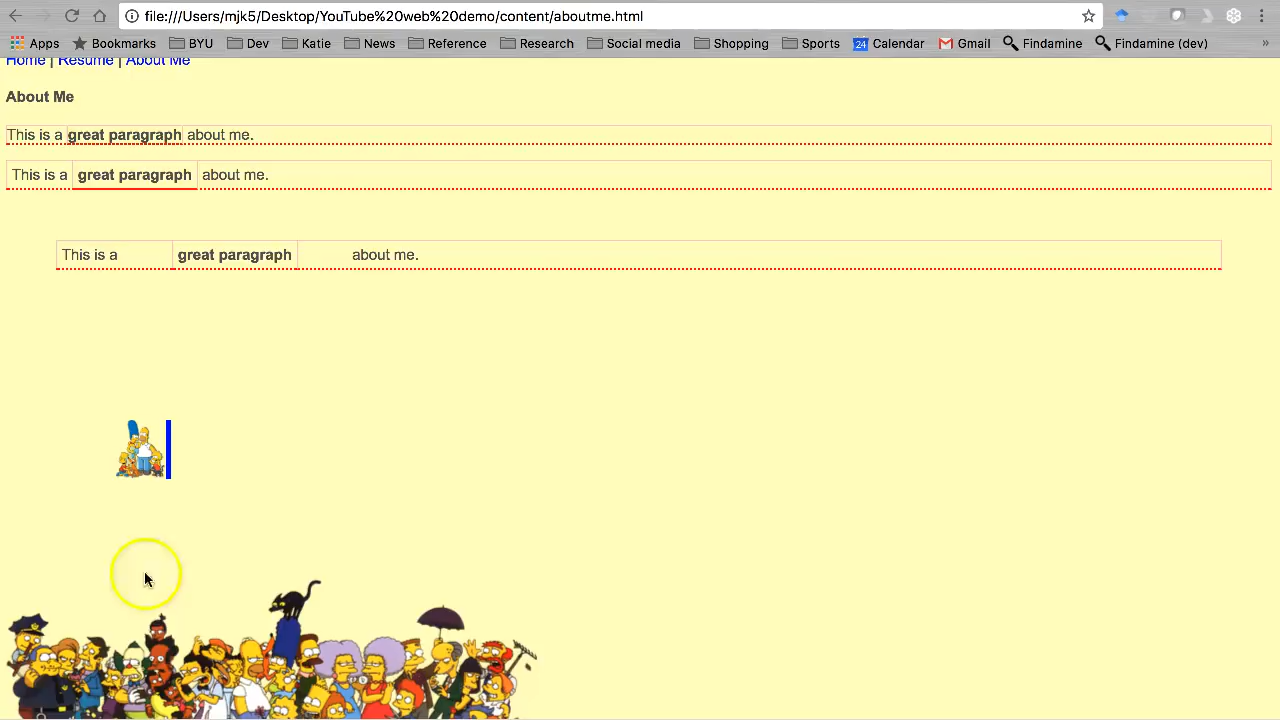 file:///Users/mjk5/Desktop/YouTube%20web%20demo/content/aboutme.html
Apps Bookmarks BYU Dev Katie News Reference Research Social media Shopping Sports 24 Calendar Gmail Findamine Findamine (dev) »
Home | Resume | About Me
About Me
This is a great paragraph about me.
This is a great paragraph about me.
This is a great paragraph about me.